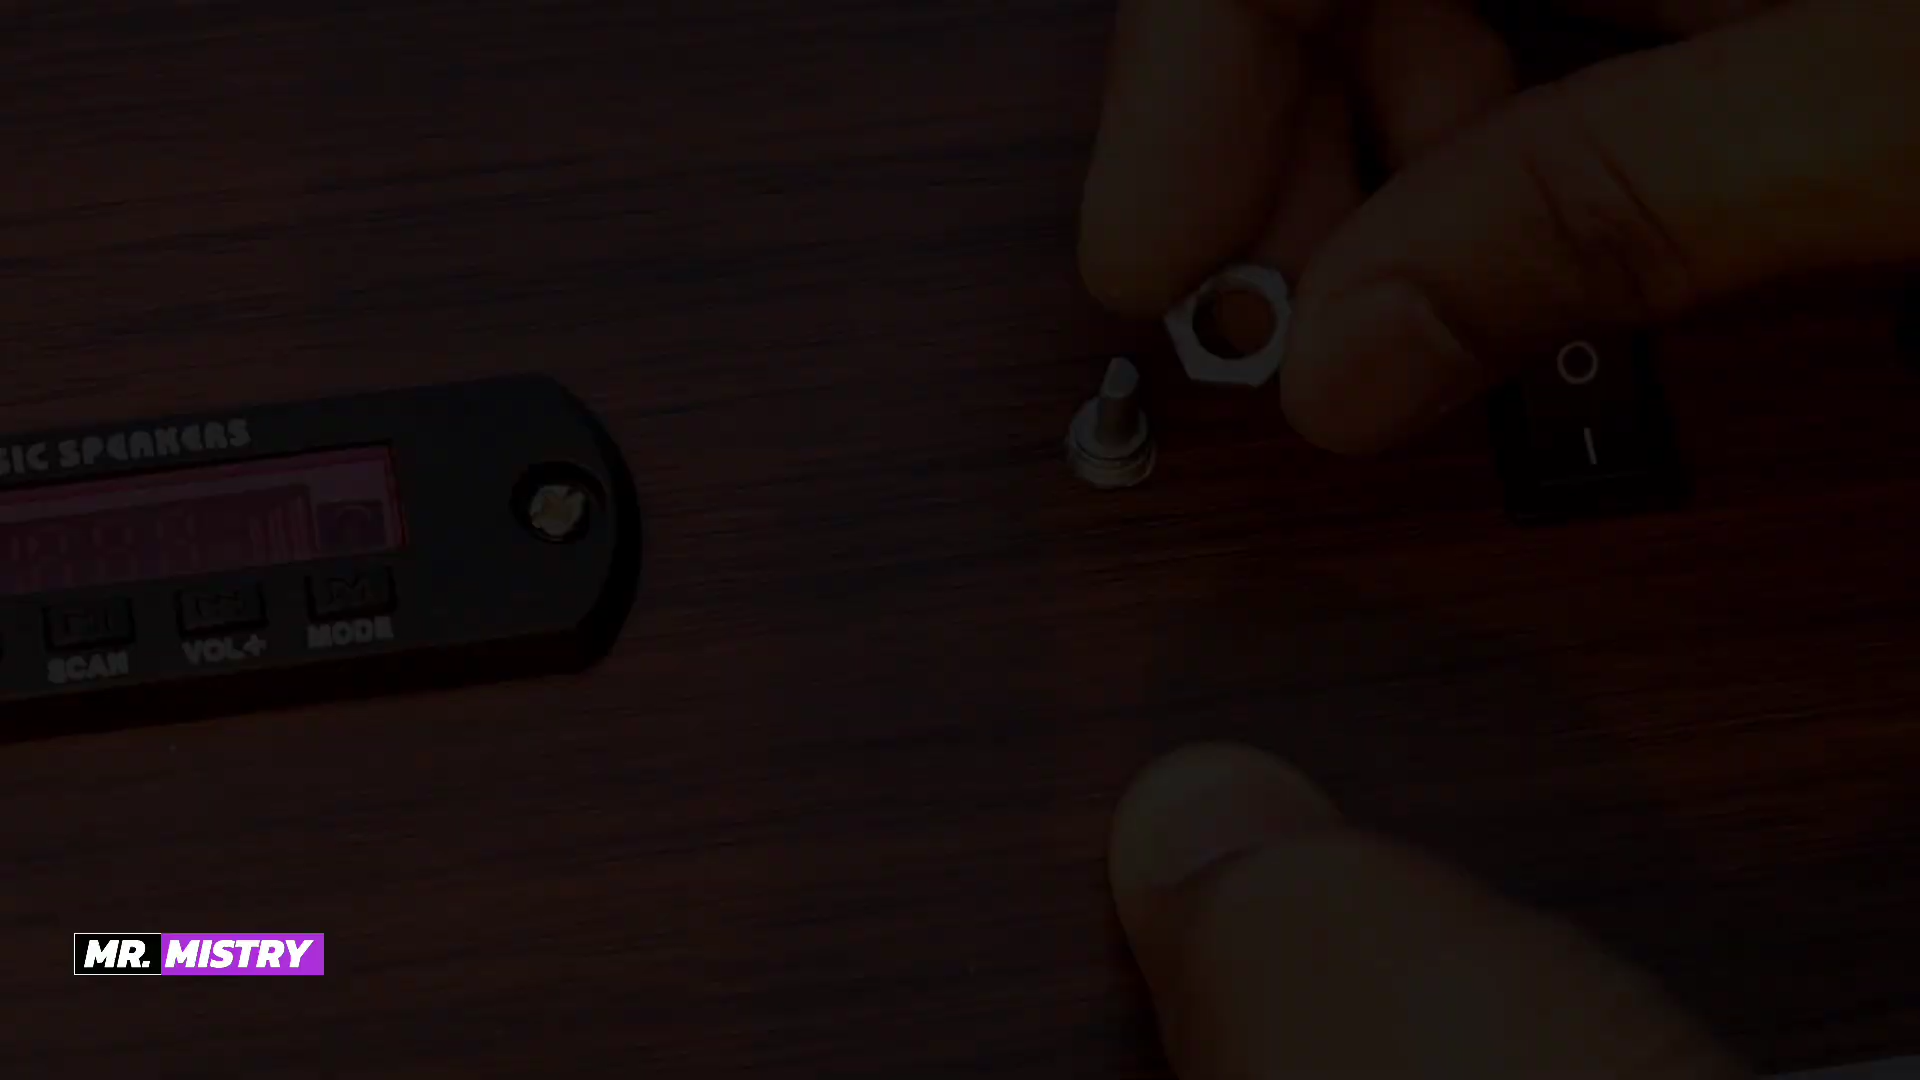 SIC SPEAKERS
SCAN
VOL+
MODE
MR. MISTRY